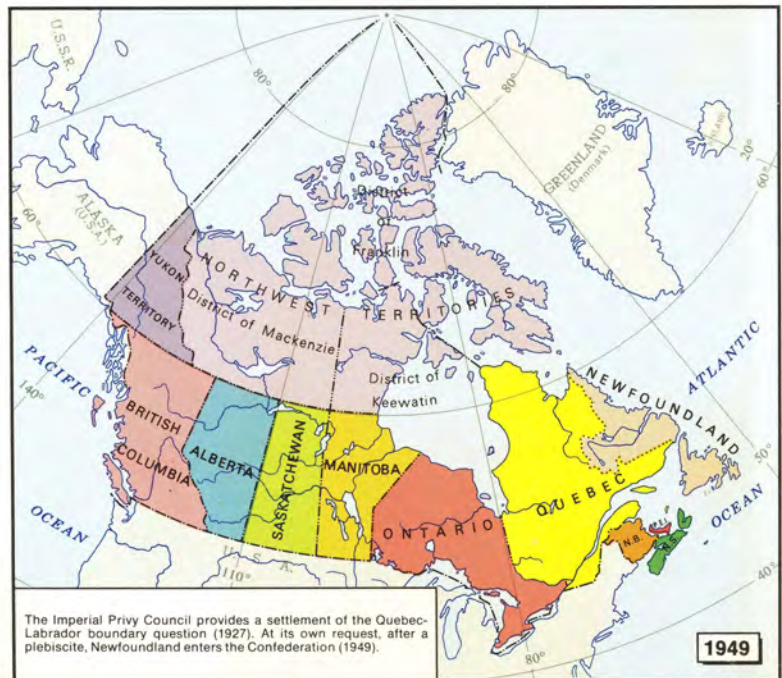 U.S.S.R.
80°
80°
ICELAND
20°
60°
GREENLAND
(Denmark)
ALASKA
(U.S.A.)
60°
District
of
Franklin
YUKON
TERRITORY
NORTHWEST TERRITORIES
District of Mackenzie
District of
Keewatin
PACIFIC
140°
ATLANTIC
NEWFOUNDLAND
BRITISH
COLUMBIA
ALBERTA
SASKATCHEWAN
MANITOBA
ONTARIO
QUEBEC
50°
P.E.I.
N.B.
N.S.
OCEAN
OCEAN
U.S.A.
110°
40°
80°
The Imperial Privy Council provides a settlement of the Quebec-
Labrador boundary question (1927). At its own request, after a
plebiscite, Newfoundland enters the Confederation (1949).
1949